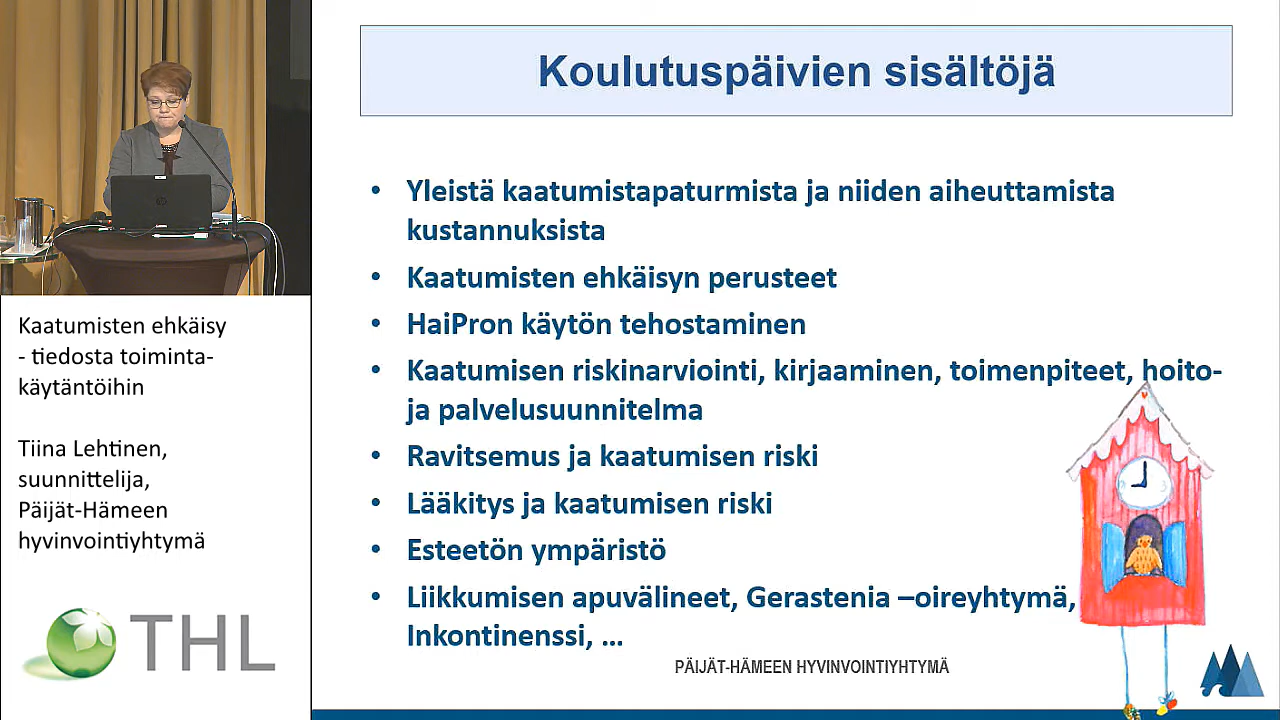 Koulutuspäivien sisältöjä
• Yleistä kaatumistapaturmista ja niiden aiheuttamista
kustannuksista
• Kaatumisten ehkäisyn perusteet
• HaiPron käytön tehostaminen
• Kaatumisen riskinarviointi, kirjaaminen, toimenpiteet, hoito-
ja palvelusuunnitelma
• Ravitsemus ja kaatumisen riski
• Lääkitys ja kaatumisen riski
• Esteetön ympäristö
• Liikkumisen apuvälineet, Gerastenia –oireyhtymä,
Inkontinenssi, …
PÄIJÄT-HÄMEEN HYVINVOINTIYHTYMÄ
Kaatumisten ehkäisy
- tiedosta toiminta-
käytäntöihin
Tiina Lehtinen,
suunnittelija,
Päijät-Hämeen
hyvinvointiyhtymä
THL